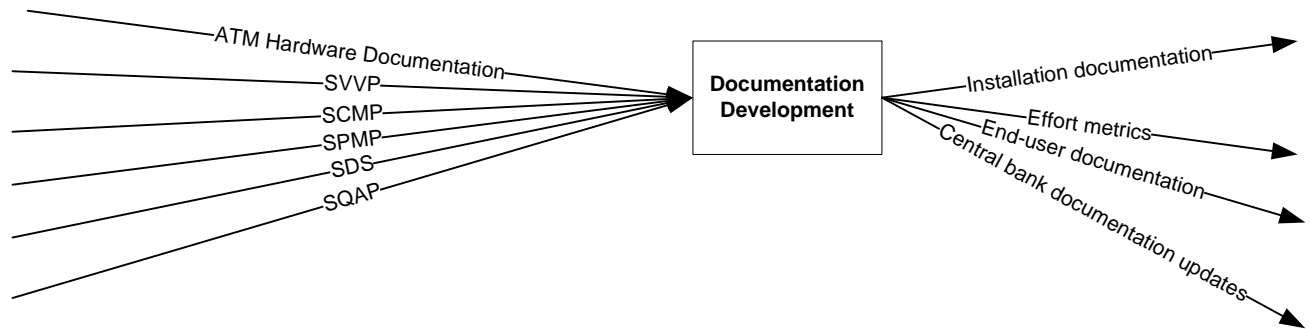 ATM Hardware Documentation
SVVP
SCMP
SPMP
SDS
SQAP
Documentation
Development
Installation documentation
Effort metrics
End-user documentation
Central bank documentation updates